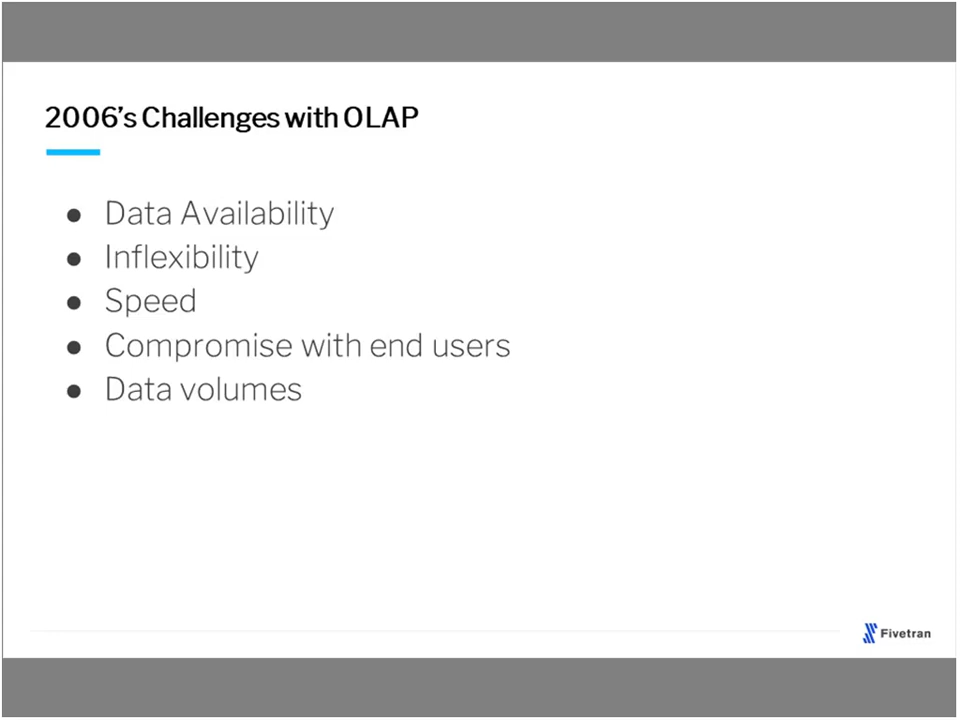 2006’s Challenges with OLAP
● Data Availability
● Inflexibility
● Speed
● Compromise with end users
● Data volumes
Fivetran